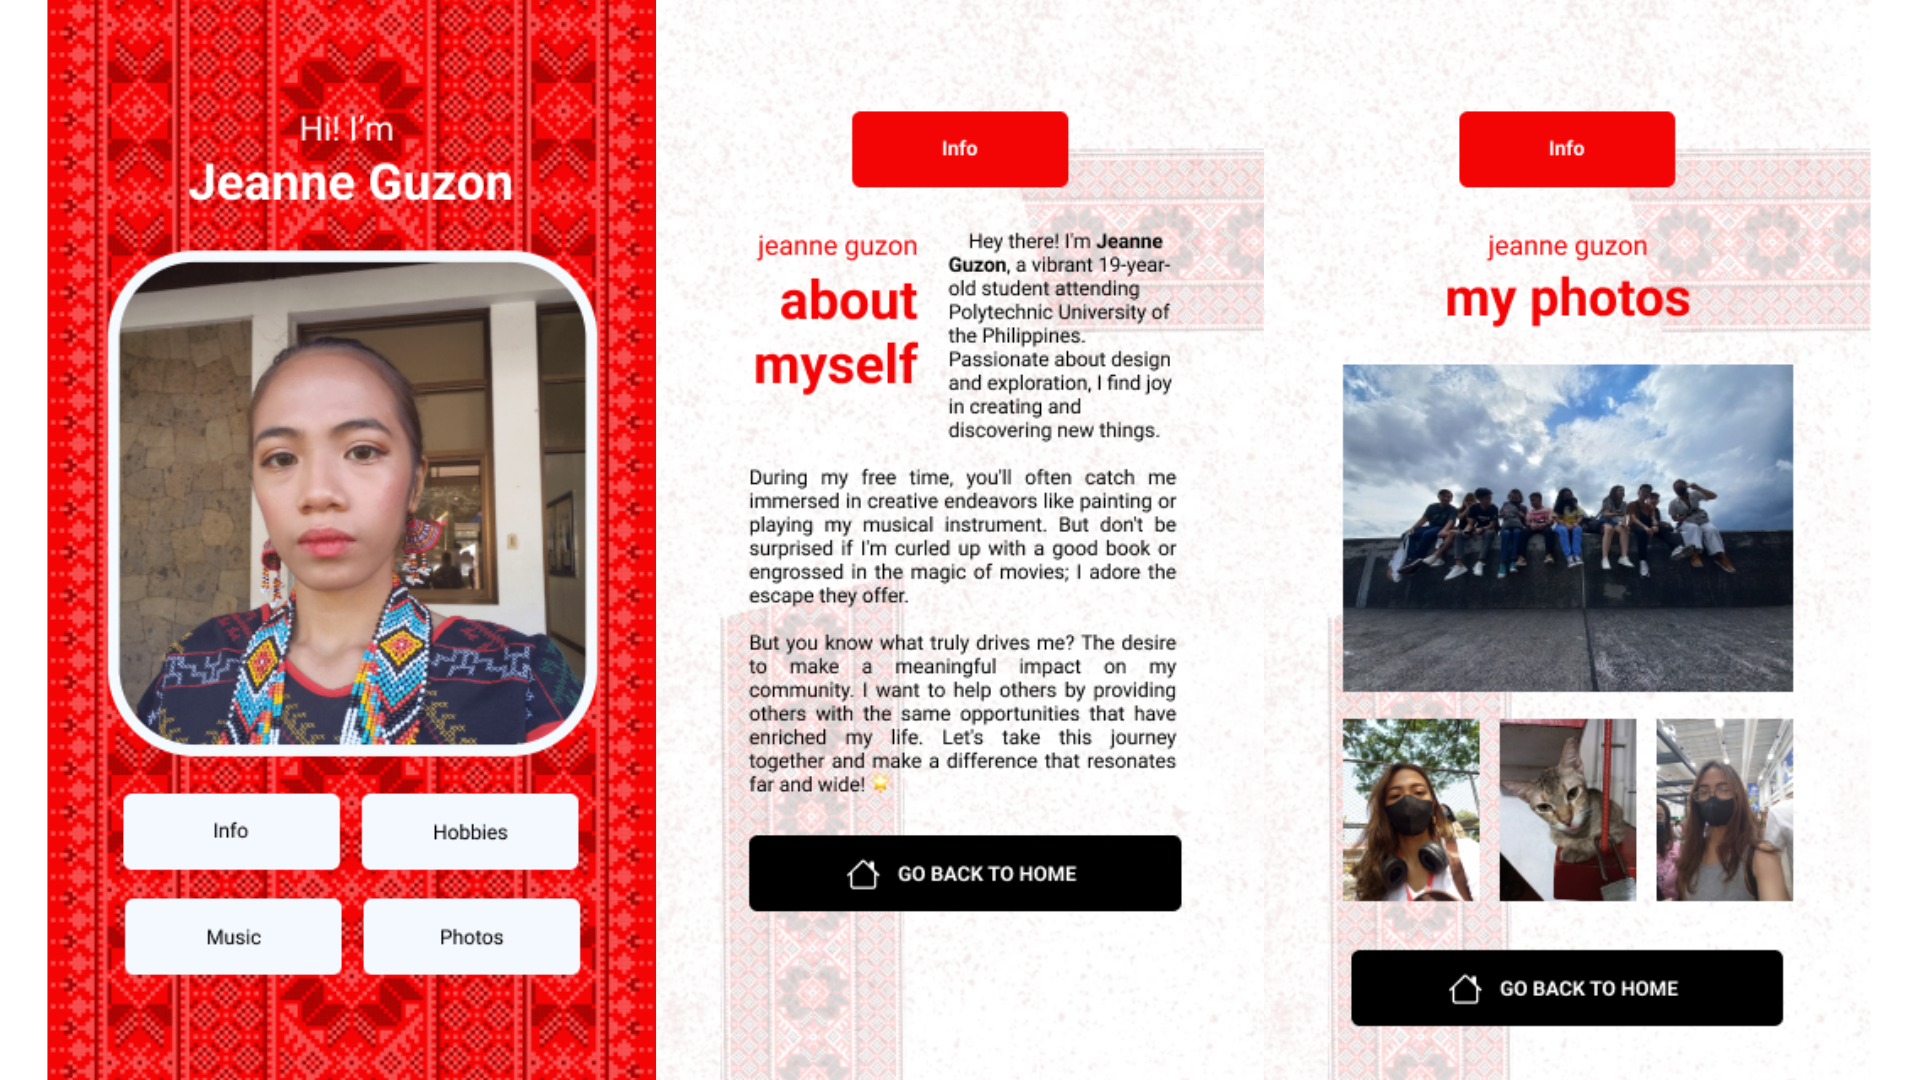 Hi! I’m
Jeanne Guzon
Info
Hobbies
Music
Photos
Info
jeanne guzon
about
myself
Hey there! I'm Jeanne
Guzon, a vibrant 19-year-
old student attending
Polytechnic University of
the Philippines.
Passionate about design
and exploration, I find joy
in creating and
discovering new things.
During my free time, you'll often catch me
immersed in creative endeavors like painting or
playing my musical instrument. But don't be
surprised if I'm curled up with a good book or
engrossed in the magic of movies; I adore the
escape they offer.
But you know what truly drives me? The desire
to make a meaningful impact on my
community. I want to help others by providing
others with the same opportunities that have
enriched my life. Let's take this journey
together and make a difference that resonates
far and wide! 🌟
GO BACK TO HOME
Info
jeanne guzon
my photos
GO BACK TO HOME